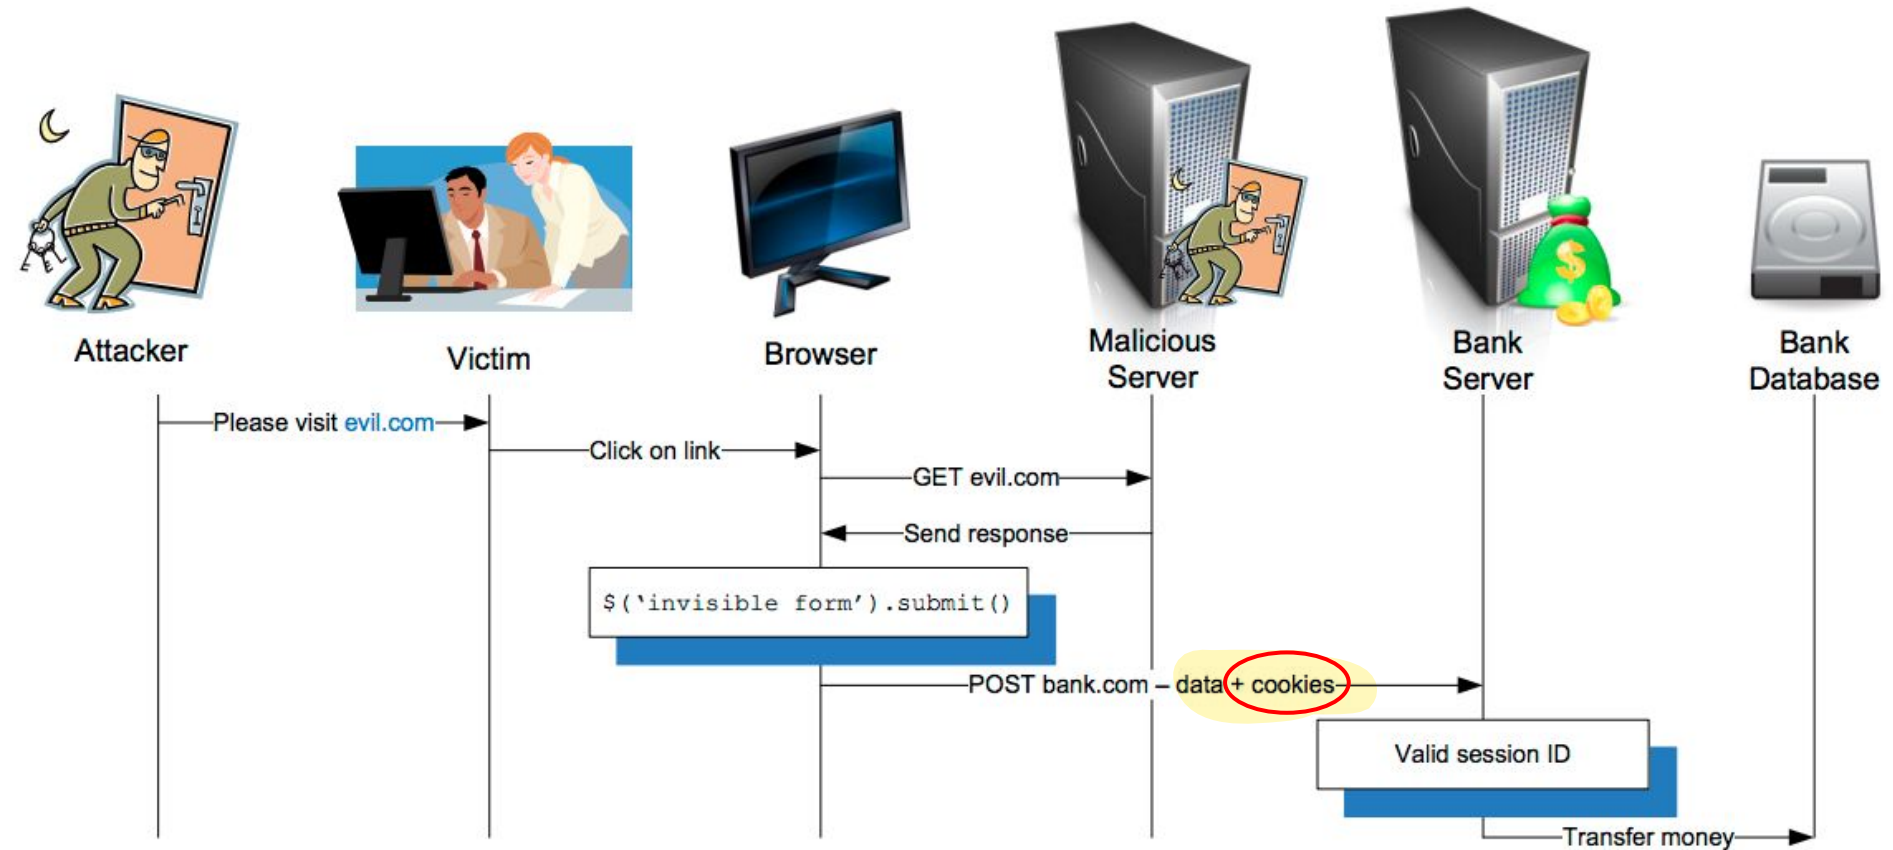 Attacker
Victim
Browser
Malicious
Server
Bank
Server
Bank
Database
Please visit evil.com
Click on link
GET evil.com
Send response
$(‘invisible form’).submit()
POST bank.com – data + cookies
Valid session ID
Transfer money
$